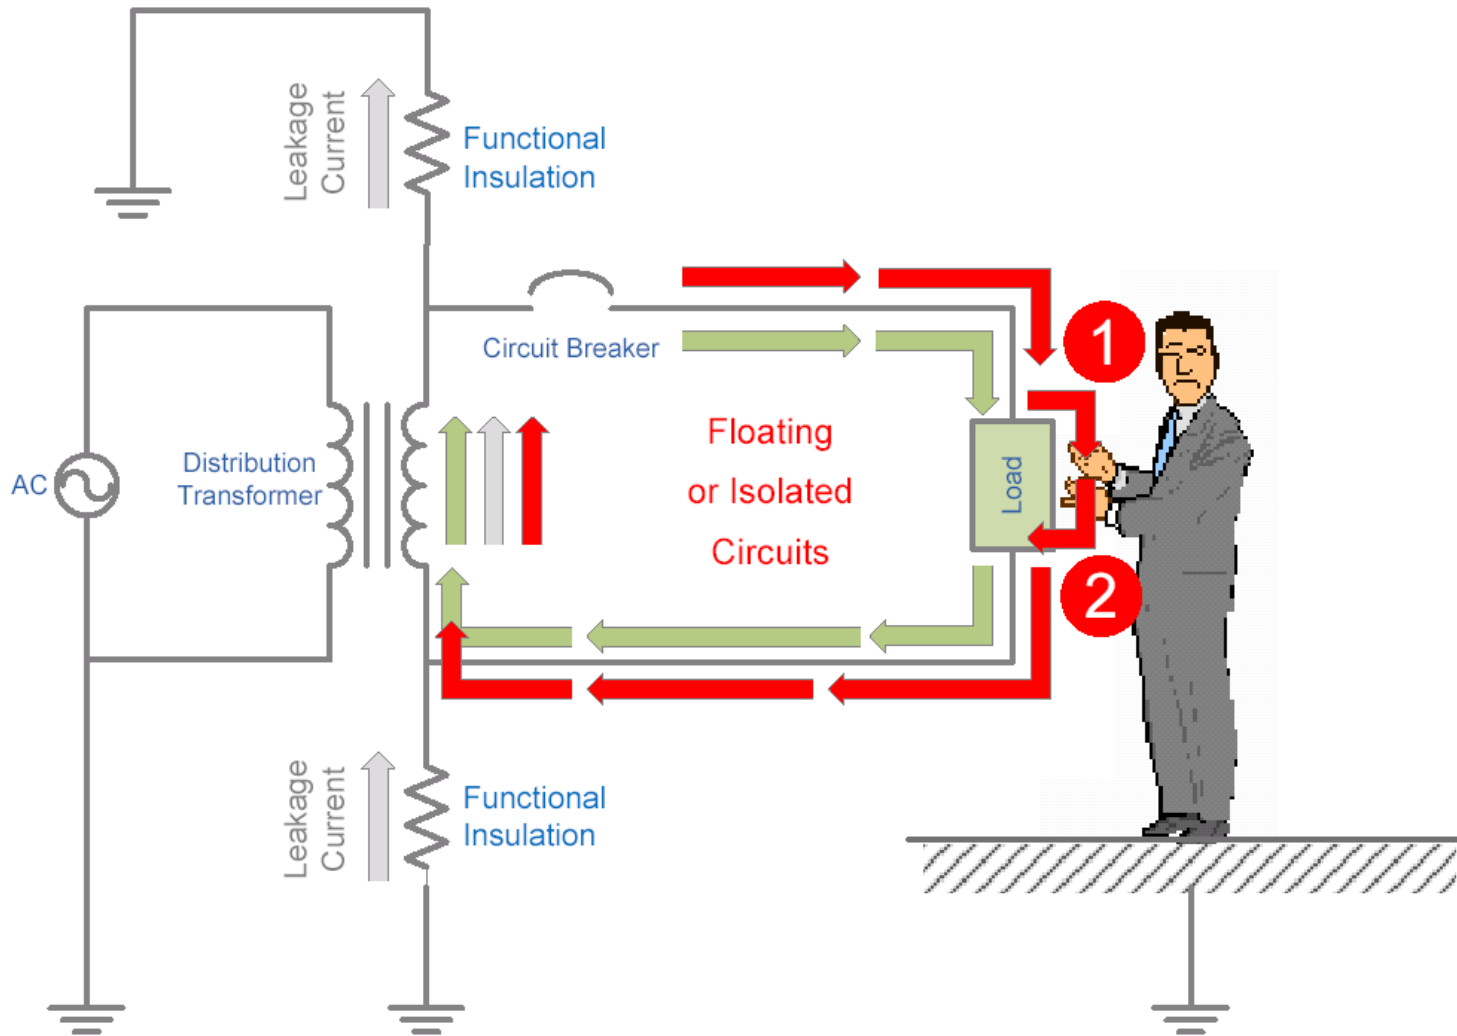 Leakage
Current
Functional
Insulation
Circuit Breaker
1
Floating
or Isolated
Circuits
AC
Distribution
Transformer
Load
2
Leakage
Current
Functional
Insulation